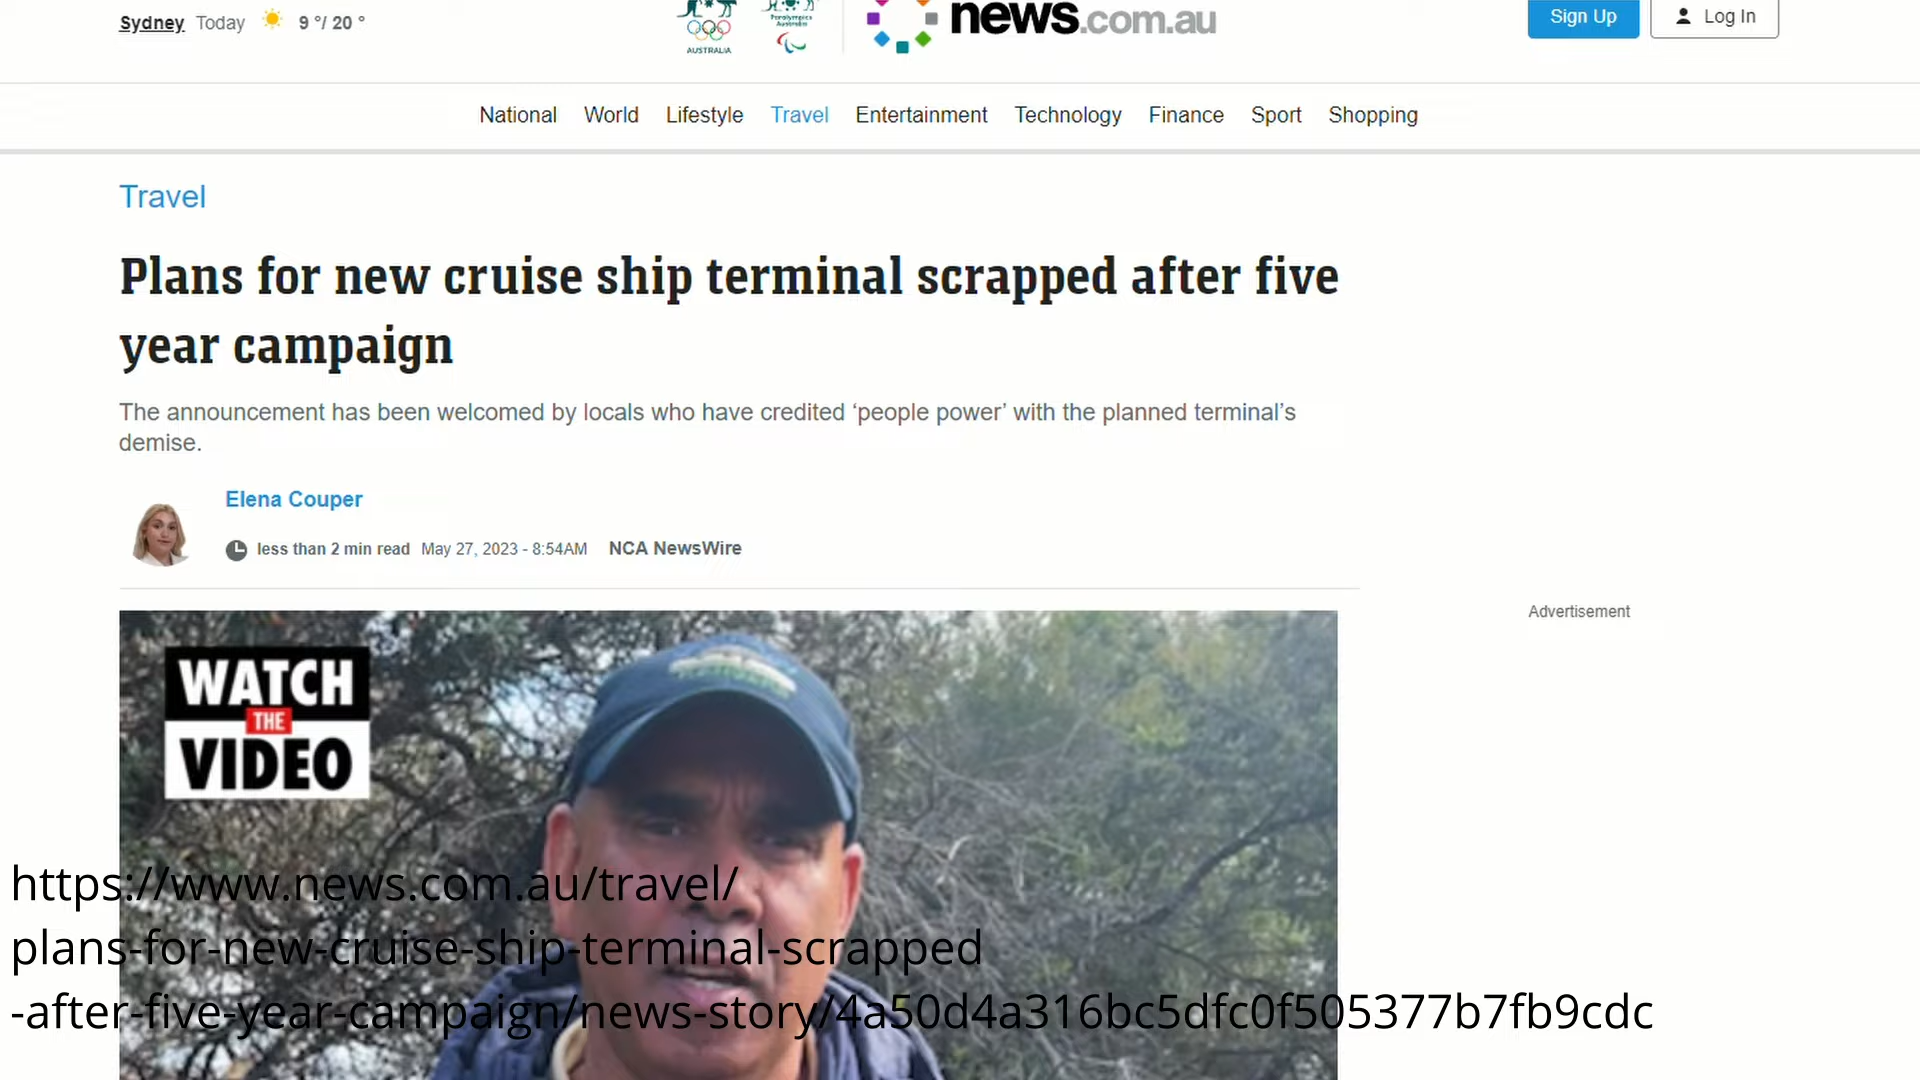 Sydney Today 9 °/ 20 °
AUSTRALIA
Paralympics
Australia
news.com.au
Sign Up
Log In
National World Lifestyle Travel Entertainment Technology Finance Sport Shopping
Travel
Plans for new cruise ship terminal scrapped after five
year campaign
The announcement has been welcomed by locals who have credited ‘people power’ with the planned terminal’s
demise.
Elena Couper
less than 2 min read May 27, 2023 - 8:54AM NCA NewsWire
Advertisement
WATCH
THE
VIDEO
https://www.news.com.au/travel/
plans-for-new-cruise-ship-terminal-scrapped
-after-five-year-campaign/news-story/4a50d4a316bc5dfc0f505377b7fb9cdc